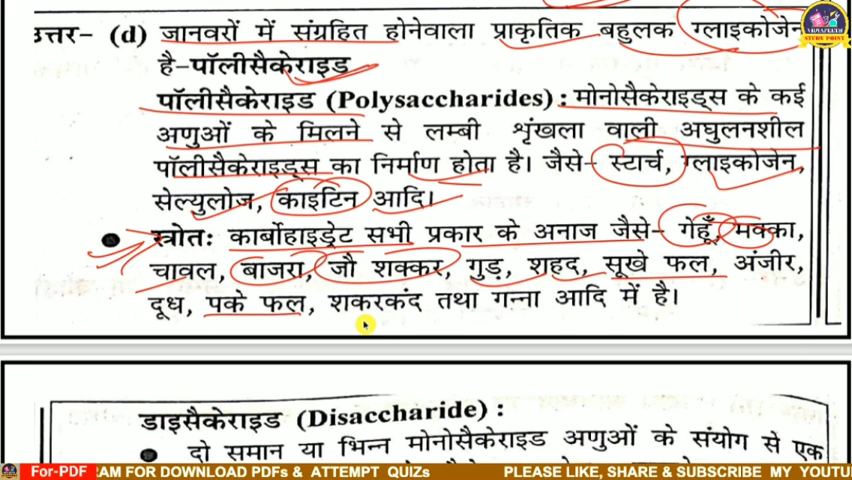 उत्तर- (d) जानवरों में संग्रहित होनेवाला प्राकृतिक बहुलक ग्लाइकोजेन
है-पॉलीसैकेराइड
पॉलीसैकेराइड (Polysaccharides) : मोनोसैकेराइड्स के कई
अणुओं के मिलने से लम्बी शृंखला वाली अघुलनशील
पॉलीसैकेराइड्स का निर्माण होता है। जैसे- स्टार्च, ग्लाइकोजेन,
सेल्युलोज, काइटिन आदि।
● स्त्रोतः कार्बोहाइड्रेट सभी प्रकार के अनाज जैसे- गेहूँ, मक्का,
चावल, बाजरा, जौ शक्कर, गुड़, शहद, सूखे फल, अंजीर,
दूध, पके फल, शकरकंद तथा गन्ना आदि में है।
डाइसैकेराइड (Disaccharide) :
● दो समान या भिन्न मोनोसैकेराइड अणुओं के संयोग से एक
For-PDF RAM FOR DOWNLOAD PDFs & ATTEMPT QUIZs PLEASE LIKE, SHARE & SUBSCRIBE MY YOUTU
STUDY POINT